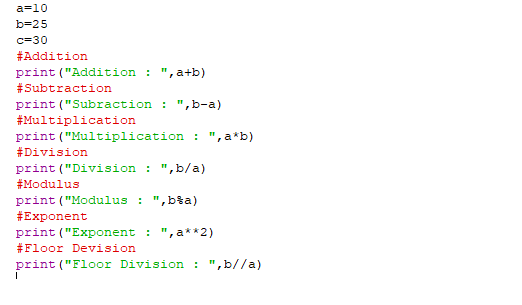 a=10
b=25
c=30
#Addition
print("Addition : ",a+b)
#Subtraction
print("Subraction : ",b-a)
#Multiplication
print("Multiplication : ",a*b)
#Division
print("Division : ",b/a)
#Modulus
print("Modulus : ",b%a)
#Exponent
print("Exponent : ",a**2)
#Floor Devision
print("Floor Division : ",b//a)